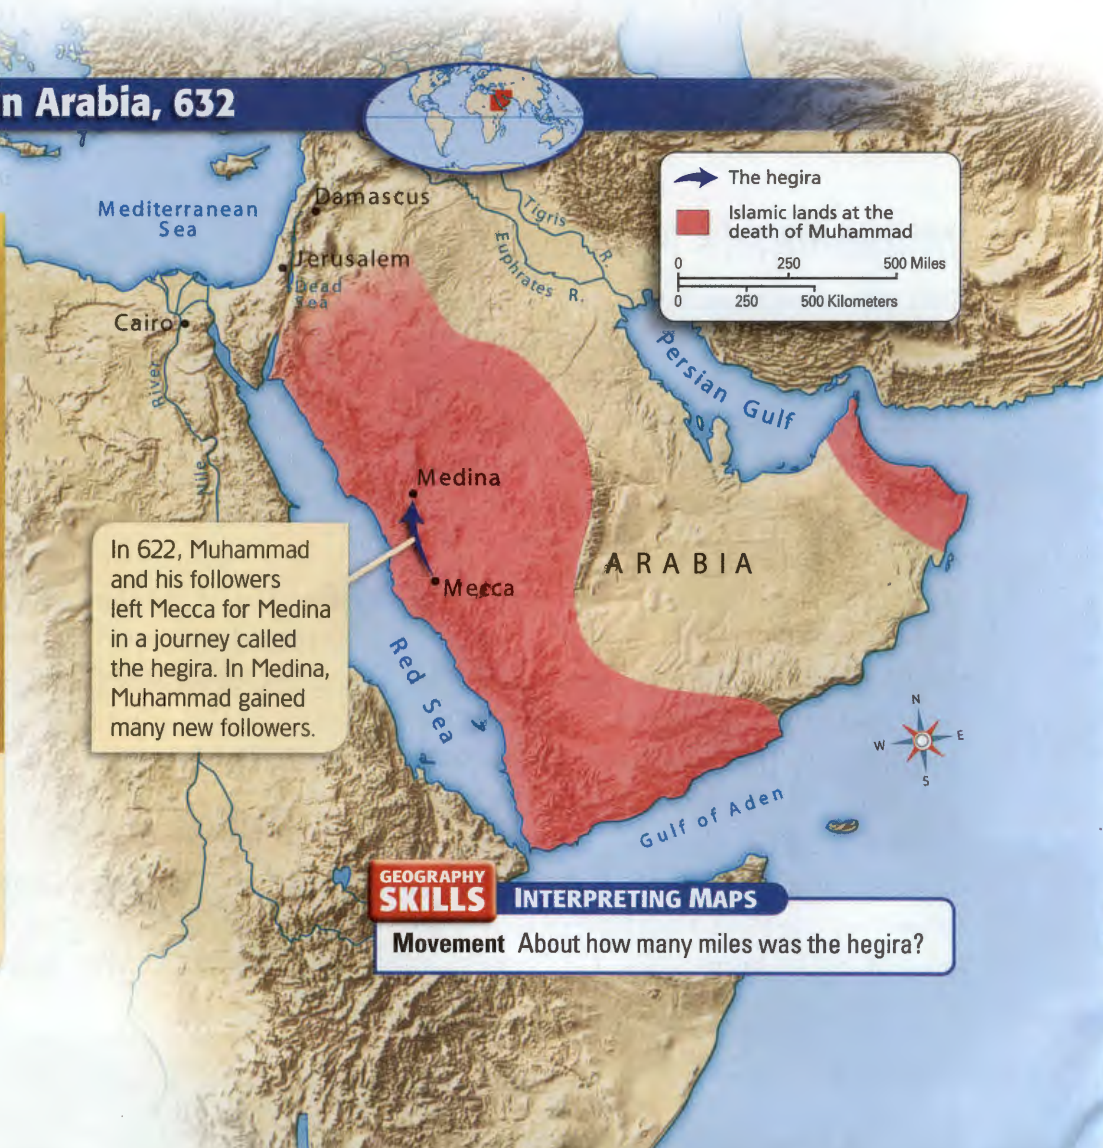 n Arabia, 632
The hegira
Islamic lands at the
death of Muhammad
0 250 500 Miles
0 250 500 Kilometers
Mediterranean
Sea
Damascus
Tigris R.
Euphrates R.
Jerusalem
Dead
Sea
Cairo
Nile River
Persian Gulf
Medina
ARABIA
Mecca
In 622, Muhammad
and his followers
left Mecca for Medina
in a journey called
the hegira. In Medina,
Muhammad gained
many new followers.
Red Sea
N
W E
S
Gulf of Aden
GEOGRAPHY
SKILLS INTERPRETING MAPS
Movement About how many miles was the hegira?